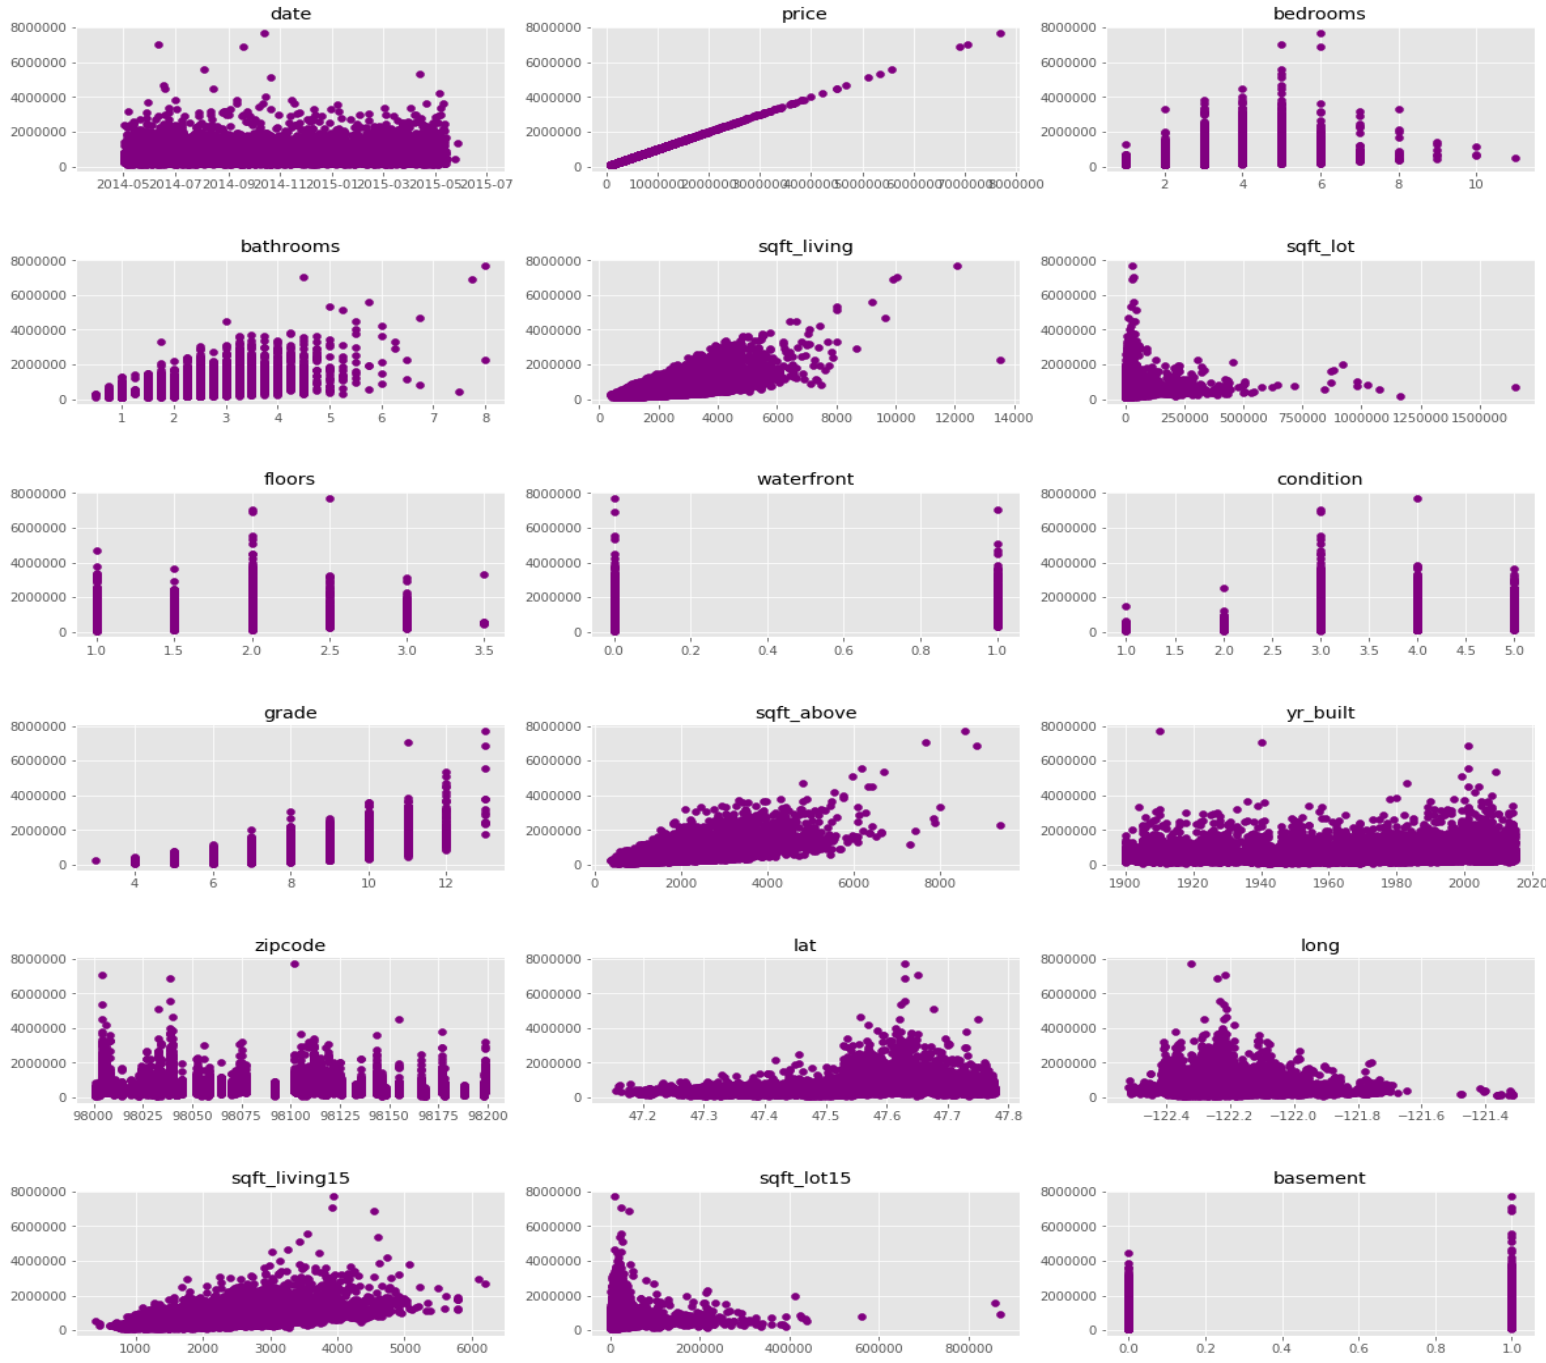 date
8000000
6000000
4000000
2000000
0
2014-05 2014-07 2014-09 2014-11 2015-01 2015-03 2015-05 2015-07
price
8000000
6000000
4000000
2000000
0
0 1000000 2000000 3000000 4000000 5000000 6000000 7000000 8000000
bedrooms
8000000
6000000
4000000
2000000
0
2 4 6 8 10
bathrooms
8000000
6000000
4000000
2000000
0
1 2 3 4 5 6 7 8
sqft_living
8000000
6000000
4000000
2000000
0
0 2000 4000 6000 8000 10000 12000 14000
sqft_lot
8000000
6000000
4000000
2000000
0
0 250000 500000 750000 1000000 1250000 1500000
floors
8000000
6000000
4000000
2000000
0
1.0 1.5 2.0 2.5 3.0 3.5
waterfront
8000000
6000000
4000000
2000000
0
0.0 0.2 0.4 0.6 0.8 1.0
condition
8000000
6000000
4000000
2000000
0
1.0 1.5 2.0 2.5 3.0 3.5 4.0 4.5 5.0
grade
8000000
6000000
4000000
2000000
0
4 6 8 10 12
sqft_above
8000000
6000000
4000000
2000000
0
0 2000 4000 6000 8000
yr_built
8000000
6000000
4000000
2000000
0
1900 1920 1940 1960 1980 2000 2020
zipcode
8000000
6000000
4000000
2000000
0
98000 98025 98050 98075 98100 98125 98150 98175 98200
lat
8000000
6000000
4000000
2000000
0
47.2 47.3 47.4 47.5 47.6 47.7 47.8
long
8000000
6000000
4000000
2000000
0
−122.4 −122.2 −122.0 −121.8 −121.6 −121.4
sqft_living15
8000000
6000000
4000000
2000000
0
1000 2000 3000 4000 5000 6000
sqft_lot15
8000000
6000000
4000000
2000000
0
0 200000 400000 600000 800000
basement
8000000
6000000
4000000
2000000
0
0.0 0.2 0.4 0.6 0.8 1.0